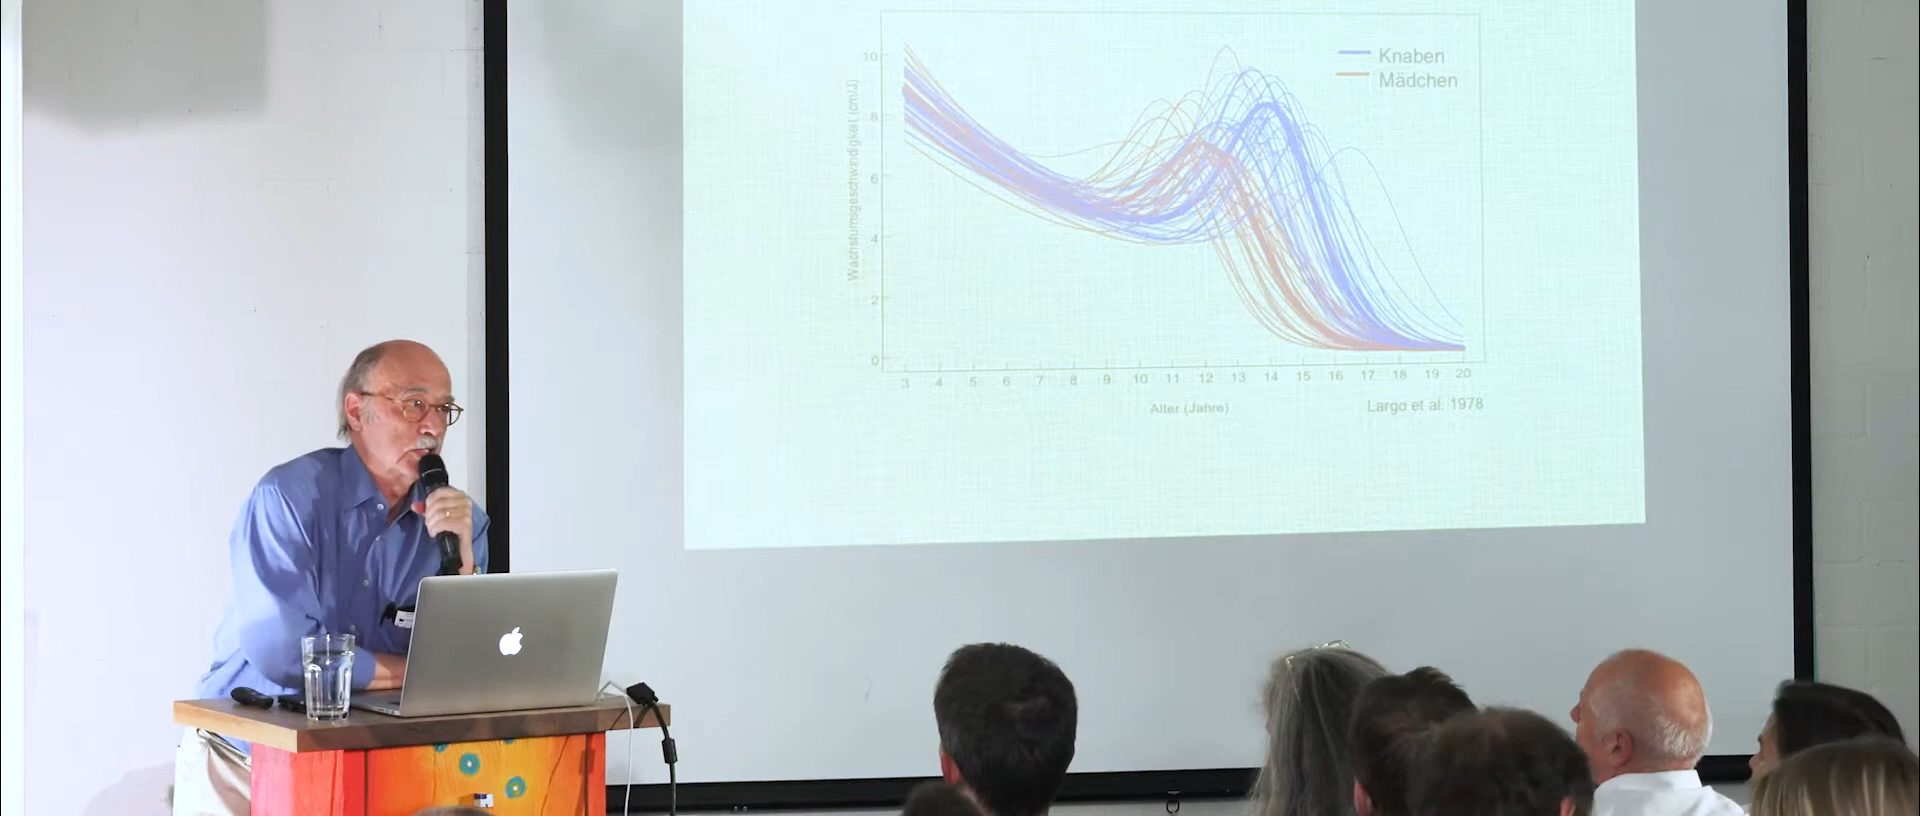 Knaben
Mädchen
Wachstumsgeschwindigkeit (cm/J)
10
8
6
4
2
0
3 4 5 6 7 8 9 10 11 12 13 14 15 16 17 18 19 20
Alter (Jahre)
Largo et al. 1978